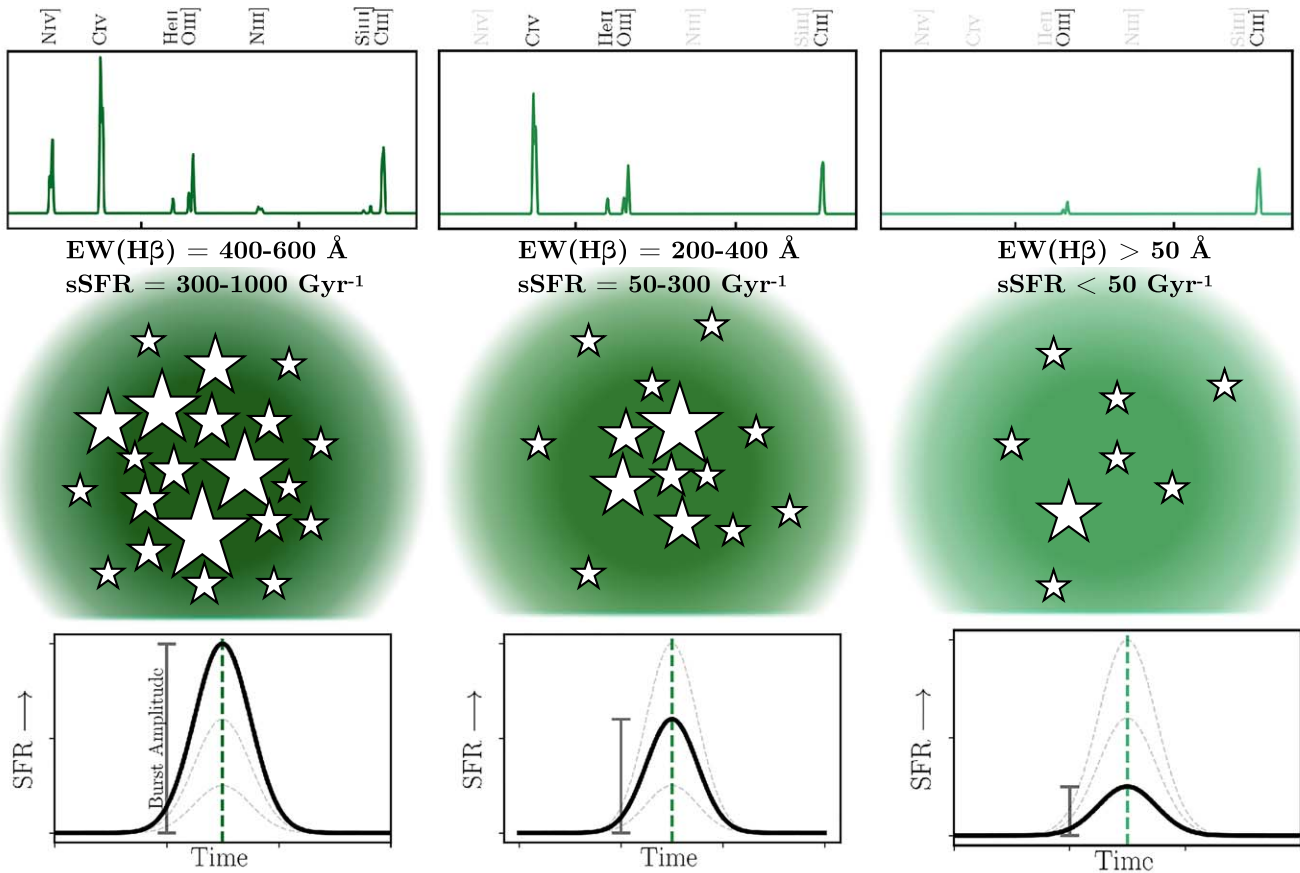 NIV] CIV HeII OIII] NIII] SiIII] CIII]
NIV] CIV HeII OIII] NIII] SiIII] CIII]
NIV] CIV HeII OIII] NIII] SiIII] CIII]
EW(Hβ) = 400-600 Å
sSFR = 300-1000 Gyr⁻¹
EW(Hβ) = 200-400 Å
sSFR = 50-300 Gyr⁻¹
EW(Hβ) > 50 Å
sSFR < 50 Gyr⁻¹
SFR →
Burst Amplitude
Time
SFR →
Time
SFR →
Time